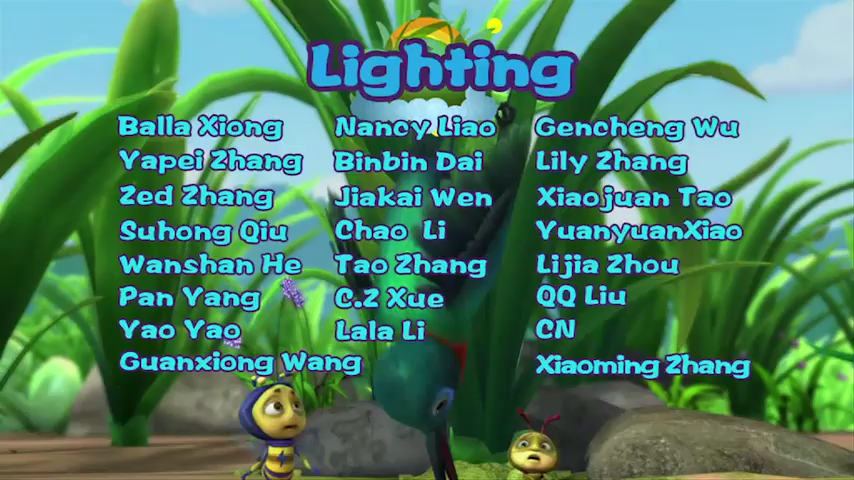 Lighting
Balla Xiong Nancy Liao Gencheng Wu
Yapei Zhang Binbin Dai Lily Zhang
Zed Zhang Jiakai Wen Xiaojuan Tao
Suhong Qiu Chao Li YuanyuanXiao
Wanshan He Tao Zhang Lijia Zhou
Pan Yang C.Z Xue QQ Liu
Yao Yao Lala Li CN
Guanxiong Wang Xiaoming Zhang